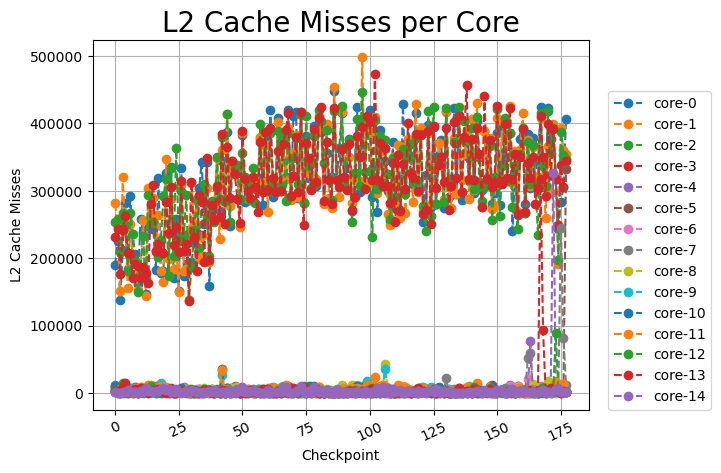 L2 Cache Misses per Core
500000
400000
300000
200000
100000
0
L2 Cache Misses
0
25
50
75
100
125
150
175
Checkpoint
core-0
core-1
core-2
core-3
core-4
core-5
core-6
core-7
core-8
core-9
core-10
core-11
core-12
core-13
core-14